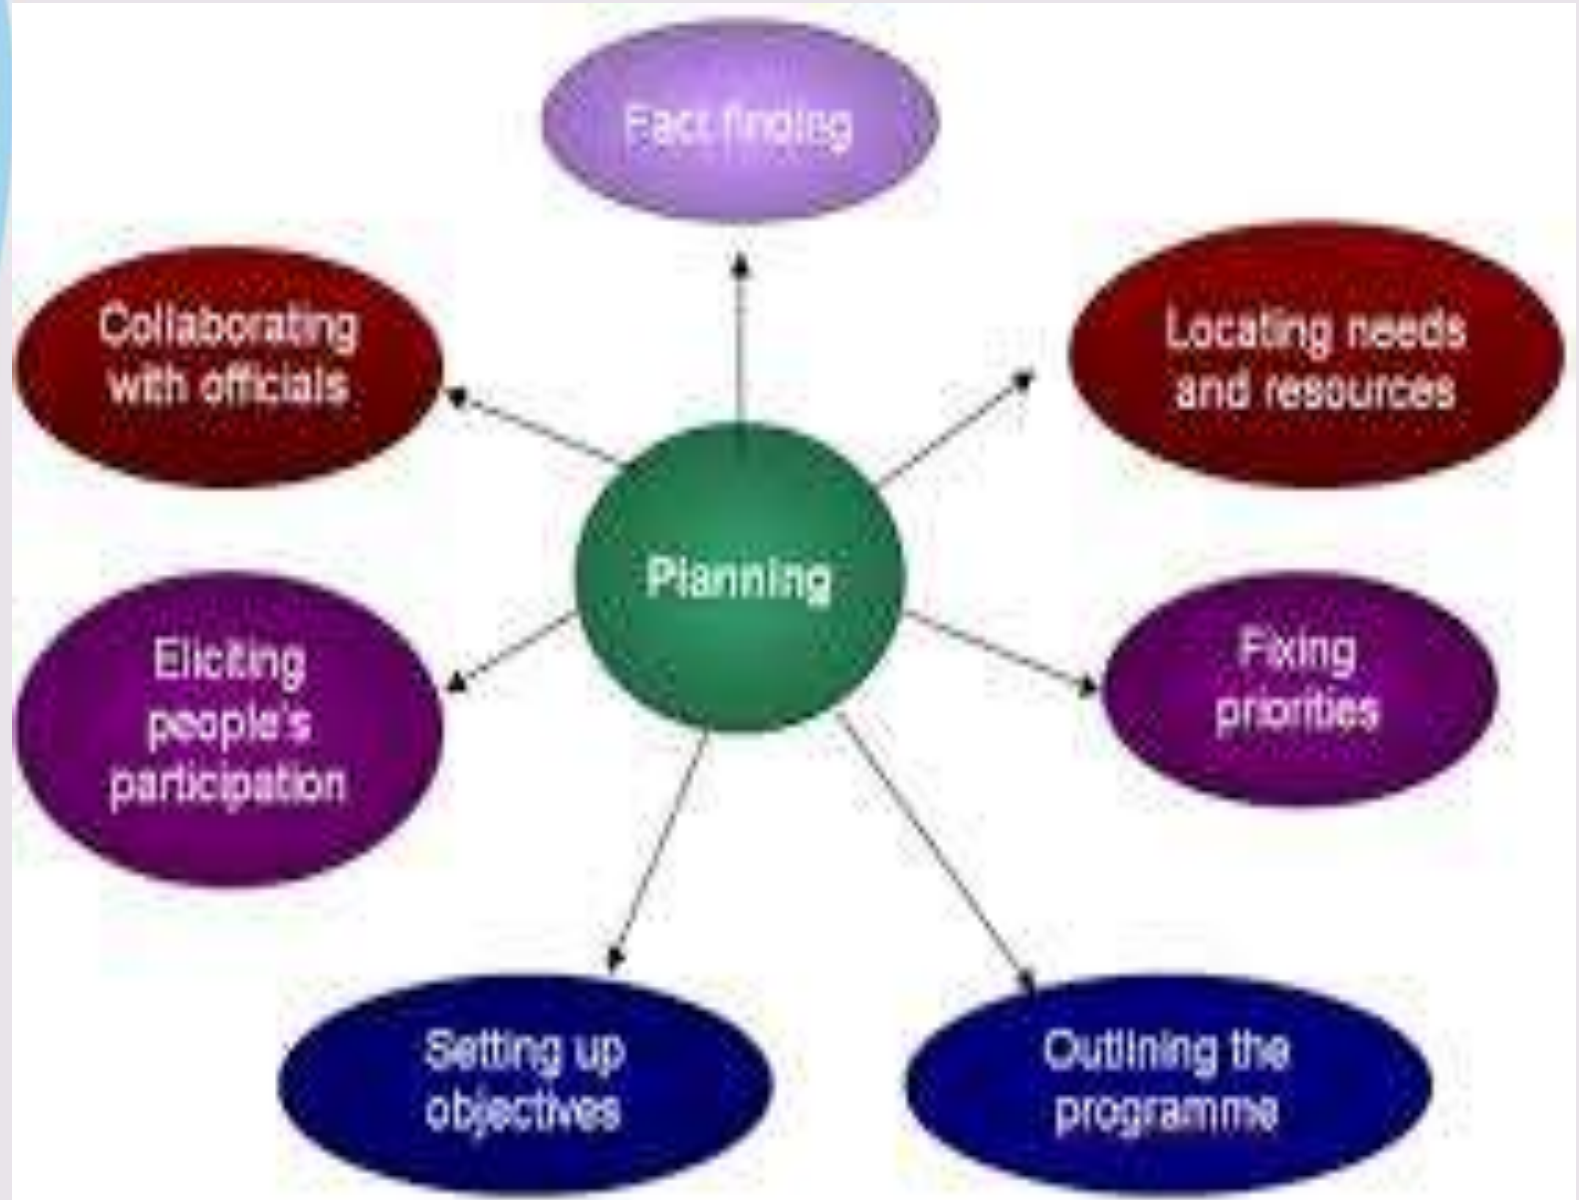 Fact finding
Collaborating
with officials
Locating needs
and resources
Planning
Eliciting
people's
participation
Fixing
priorities
Setting up
objectives
Outlining the
programme